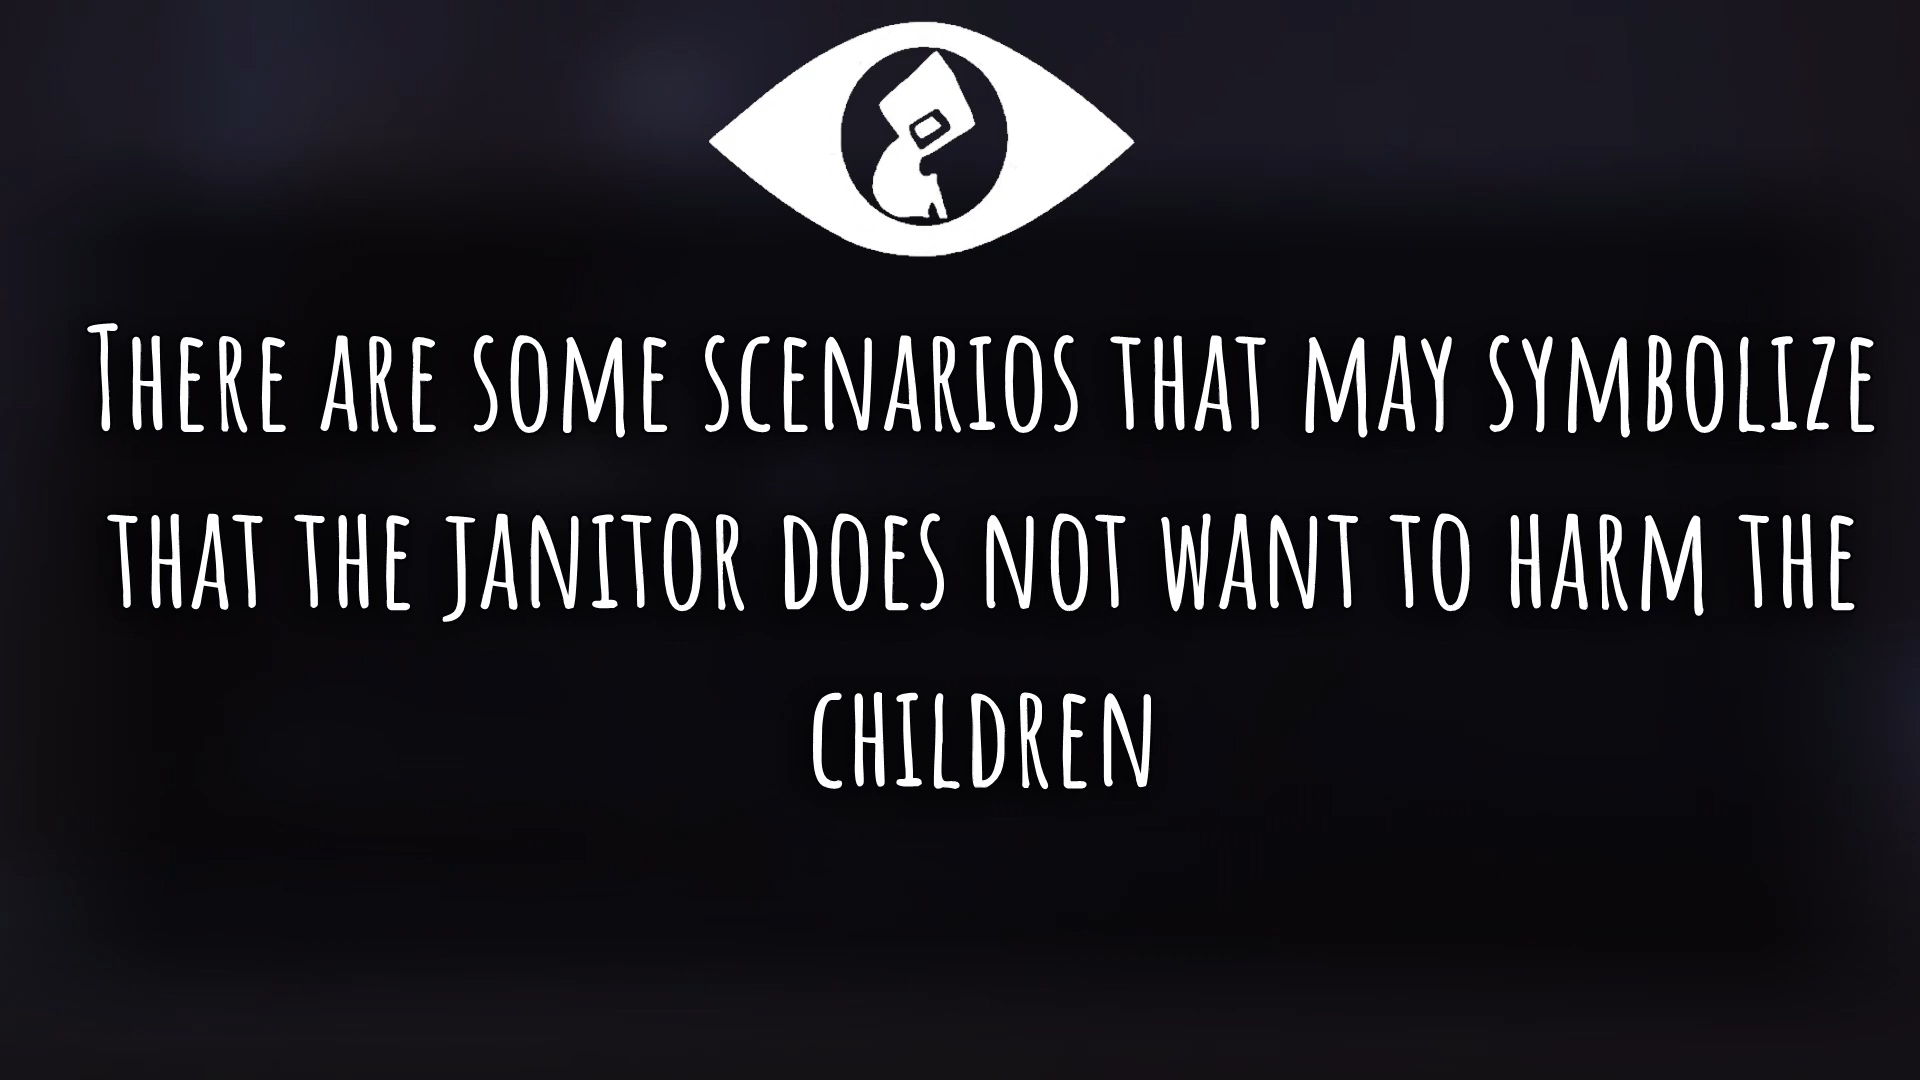 There are some scenarios that may symbolize
that the janitor does not want to harm the
children